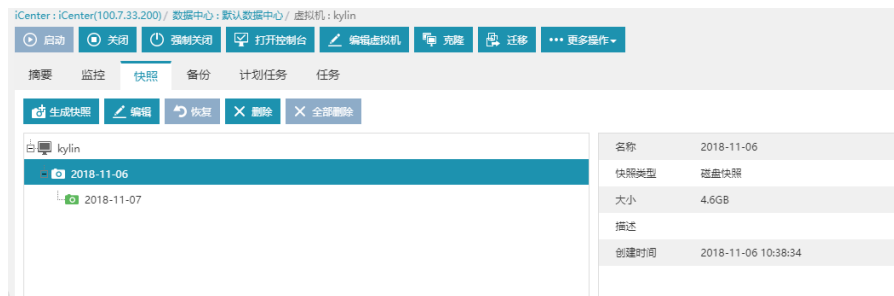 iCenter : iCenter(100.7.33.200) / 数据中心 : 默认数据中心 / 虚拟机 : kylin
启动 关闭 强制关闭 打开控制台 编辑虚拟机 克隆 迁移 ••• 更多操作
摘要 监控 快照 备份 计划任务 任务
生成快照 编辑 恢复 删除 全部删除
kylin
2018-11-06
2018-11-07
名称 2018-11-06
快照类型 磁盘快照
大小 4.6GB
描述
创建时间 2018-11-06 10:38:34